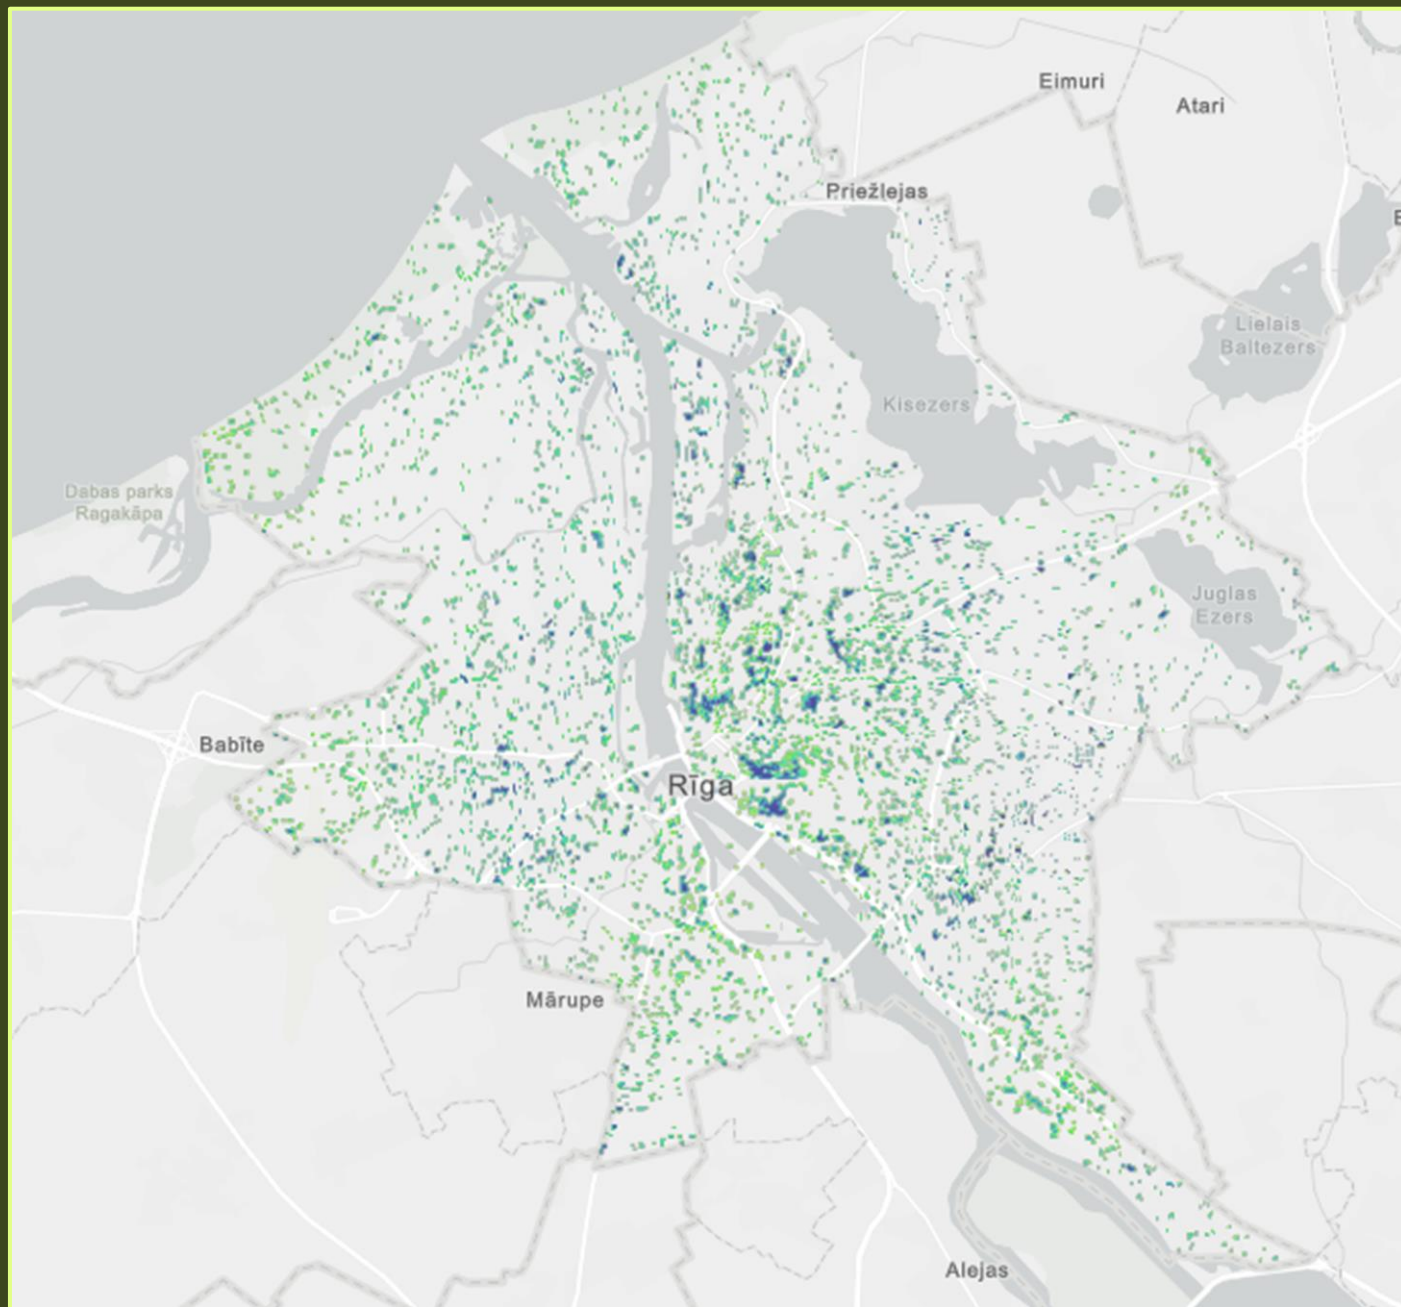 Eimuri
Atari
Priežlejas
Lielais
Baltezers
Kisezers
Dabas parks
Ragakāpa
Juglas
Ezers
Babīte
Rīga
Mārupe
Alejas